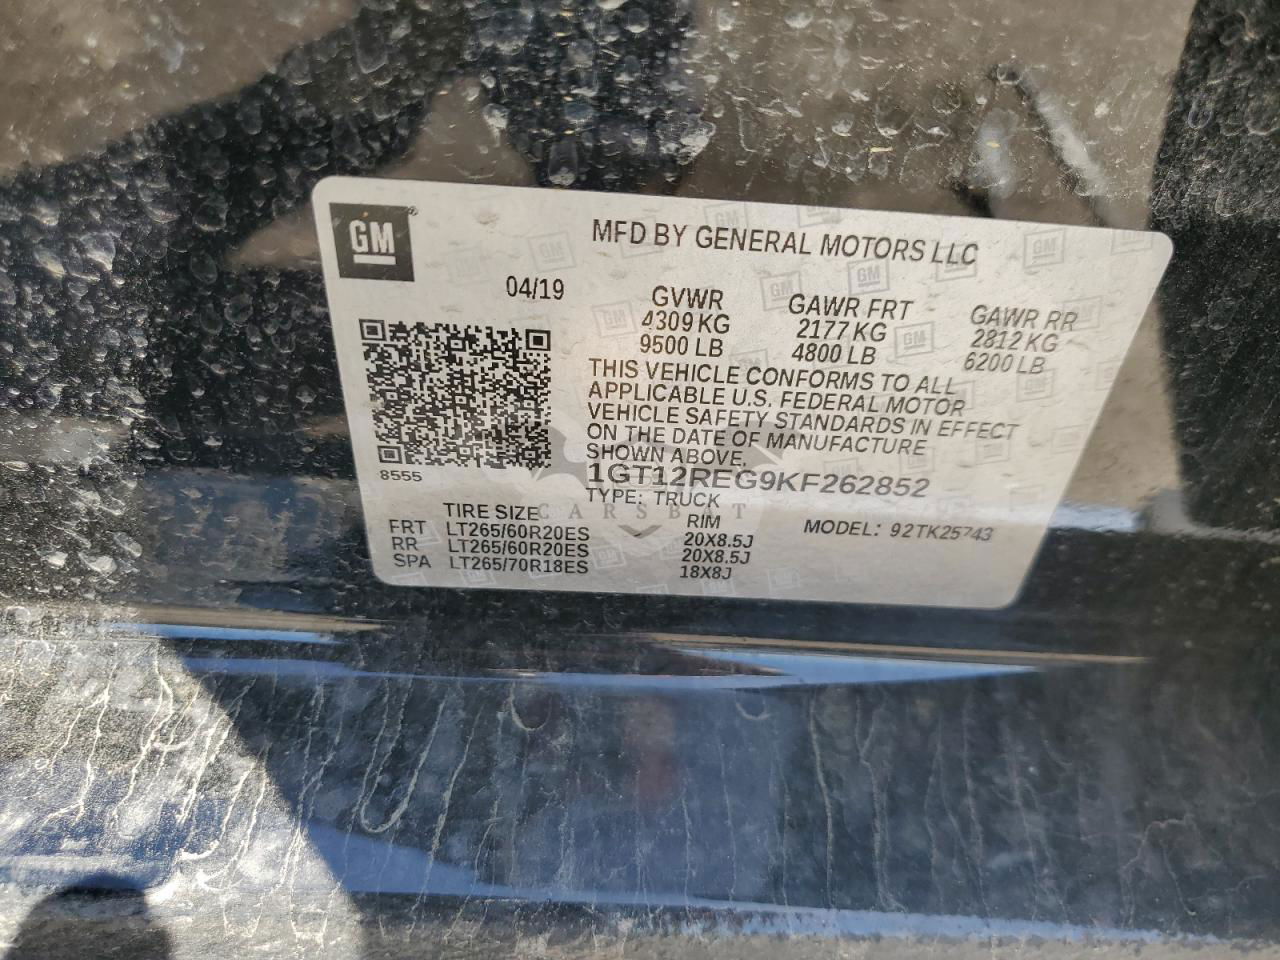 GM
MFD BY GENERAL MOTORS LLC
04/19
GVWR GAWR FRT GAWR RR
4309 KG 2177 KG 2812 KG
9500 LB 4800 LB 6200 LB
THIS VEHICLE CONFORMS TO ALL
APPLICABLE U.S. FEDERAL MOTOR
VEHICLE SAFETY STANDARDS IN EFFECT
ON THE DATE OF MANUFACTURE
SHOWN ABOVE.
8555
1GT12REG9KF262852
TYPE: TRUCK
CARSBAT
TIRE SIZE RIM MODEL: 92TK25743
FRT LT265/60R20ES 20X8.5J
RR LT265/60R20ES 20X8.5J
SPA LT265/70R18ES 18X8J